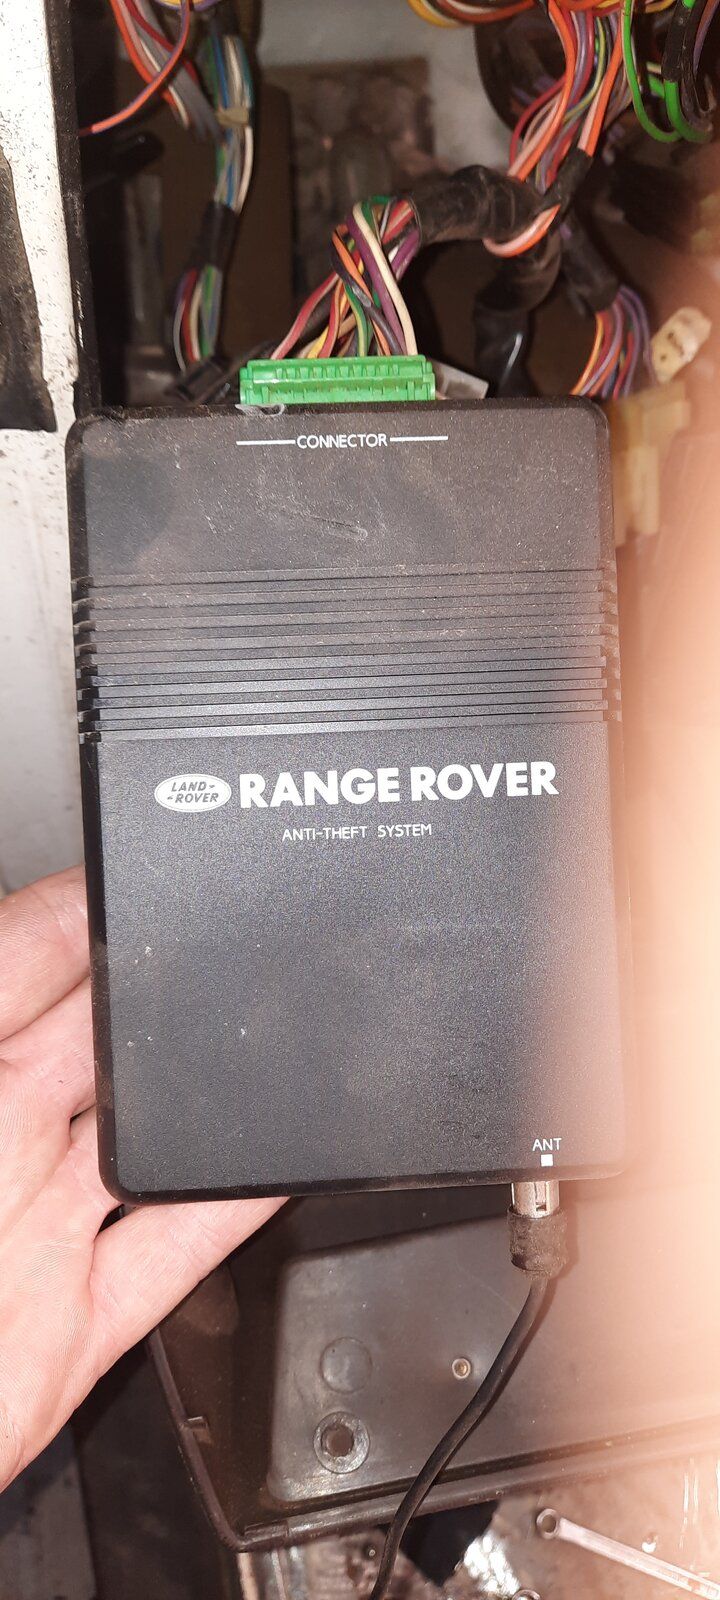 CONNECTOR
LAND-
-ROVER
RANGE ROVER
ANTI-THEFT SYSTEM
ANT